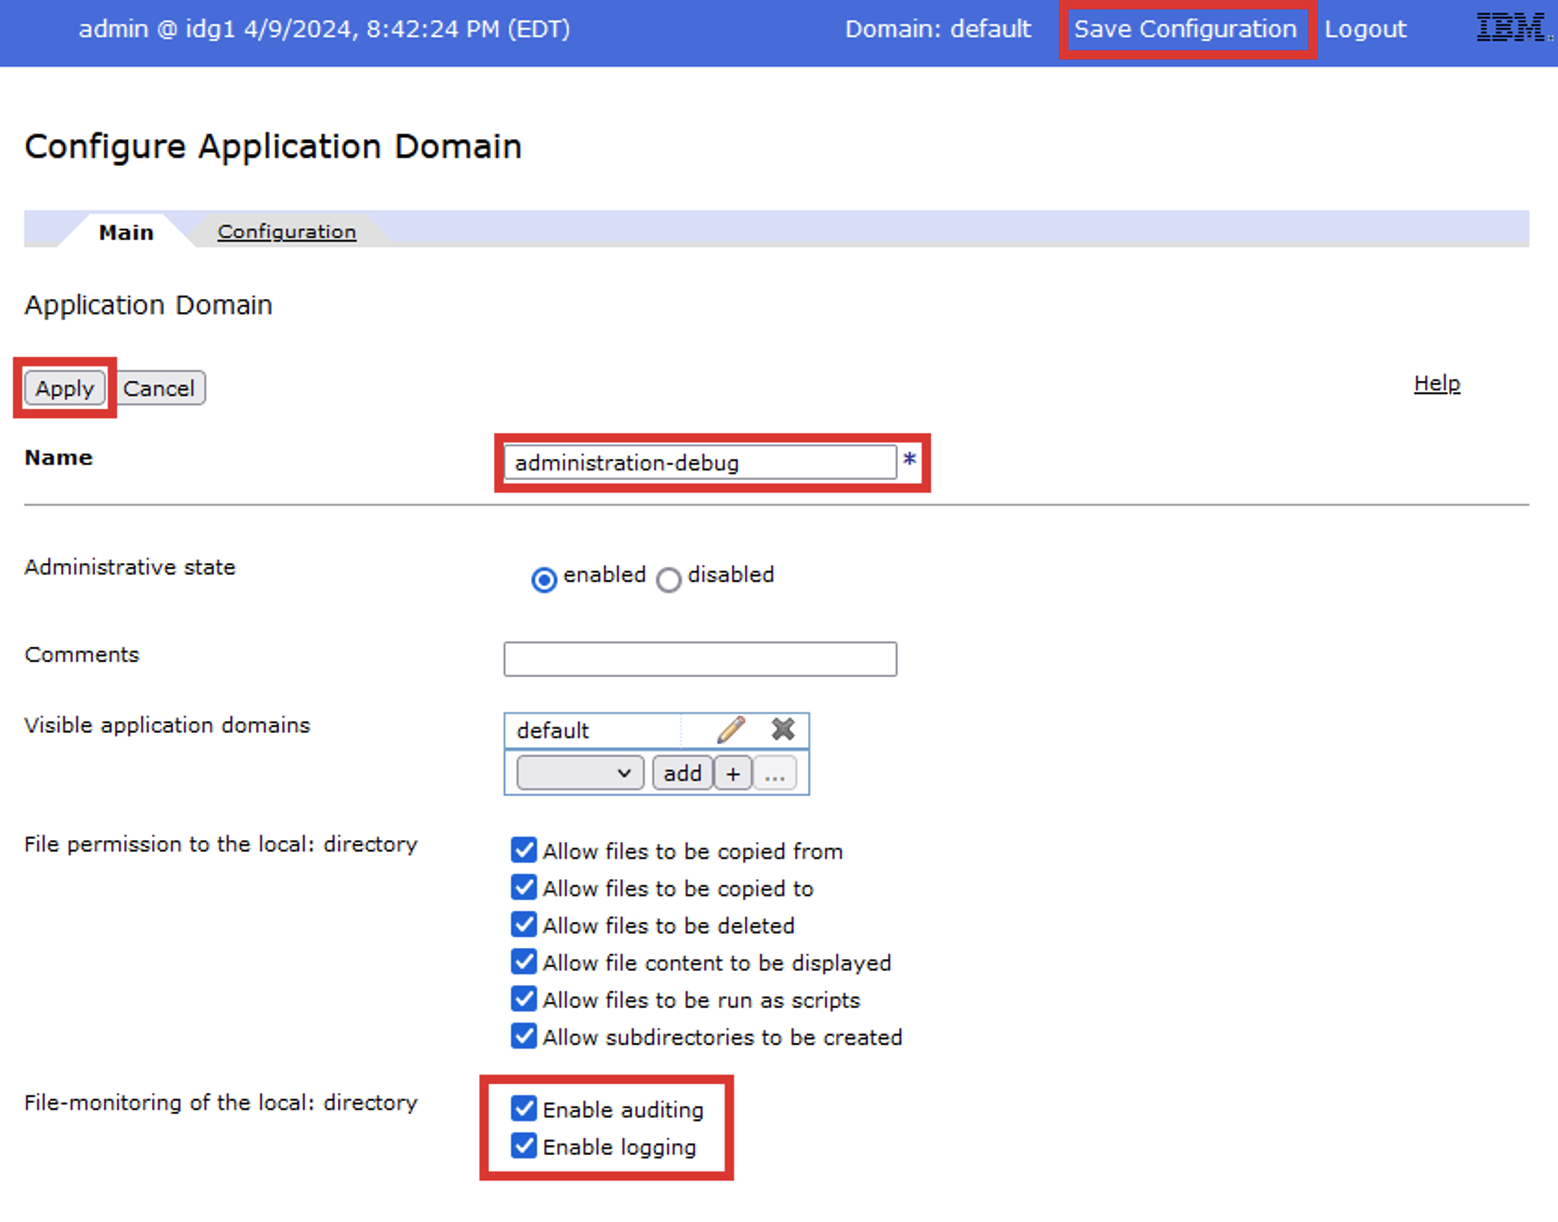 admin @ idg1 4/9/2024, 8:42:24 PM (EDT) Domain: default Save Configuration Logout IBM.
Configure Application Domain
Main Configuration
Application Domain
Apply Cancel Help
Name administration-debug *
Administrative state enabled disabled
Comments
Visible application domains default
add + ...
File permission to the local: directory Allow files to be copied from
Allow files to be copied to
Allow files to be deleted
Allow file content to be displayed
Allow files to be run as scripts
Allow subdirectories to be created
File-monitoring of the local: directory Enable auditing
Enable logging